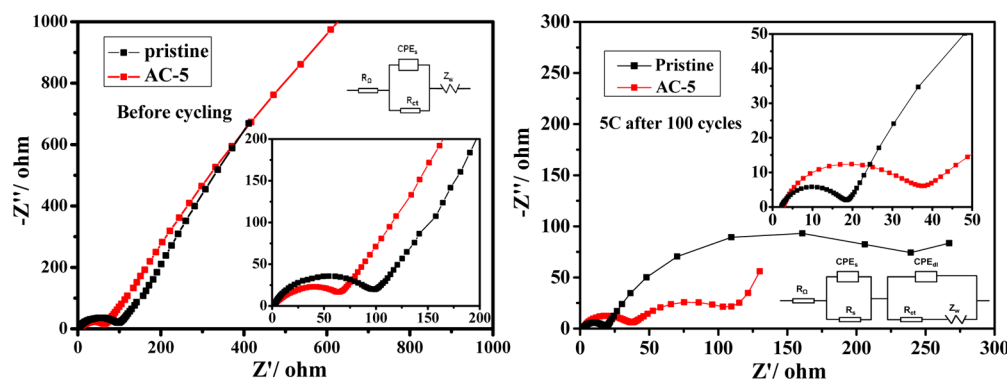 1000
800
600
400
200
0
-Z''/ ohm
pristine
AC-5
Before cycling
CPEs
RΩ
Rct
Zw
200
150
100
50
0
0 50 100 150 200
0 200 400 600 800 1000
Z'/ ohm
300
250
200
150
100
50
0
-Z''/ ohm
Pristine
AC-5
5C after 100 cycles
50
40
30
20
10
0
0 10 20 30 40 50
CPEs
CPEdl
RΩ
Rs
Rct
Zw
0 50 100 150 200 250 300
Z'/ ohm